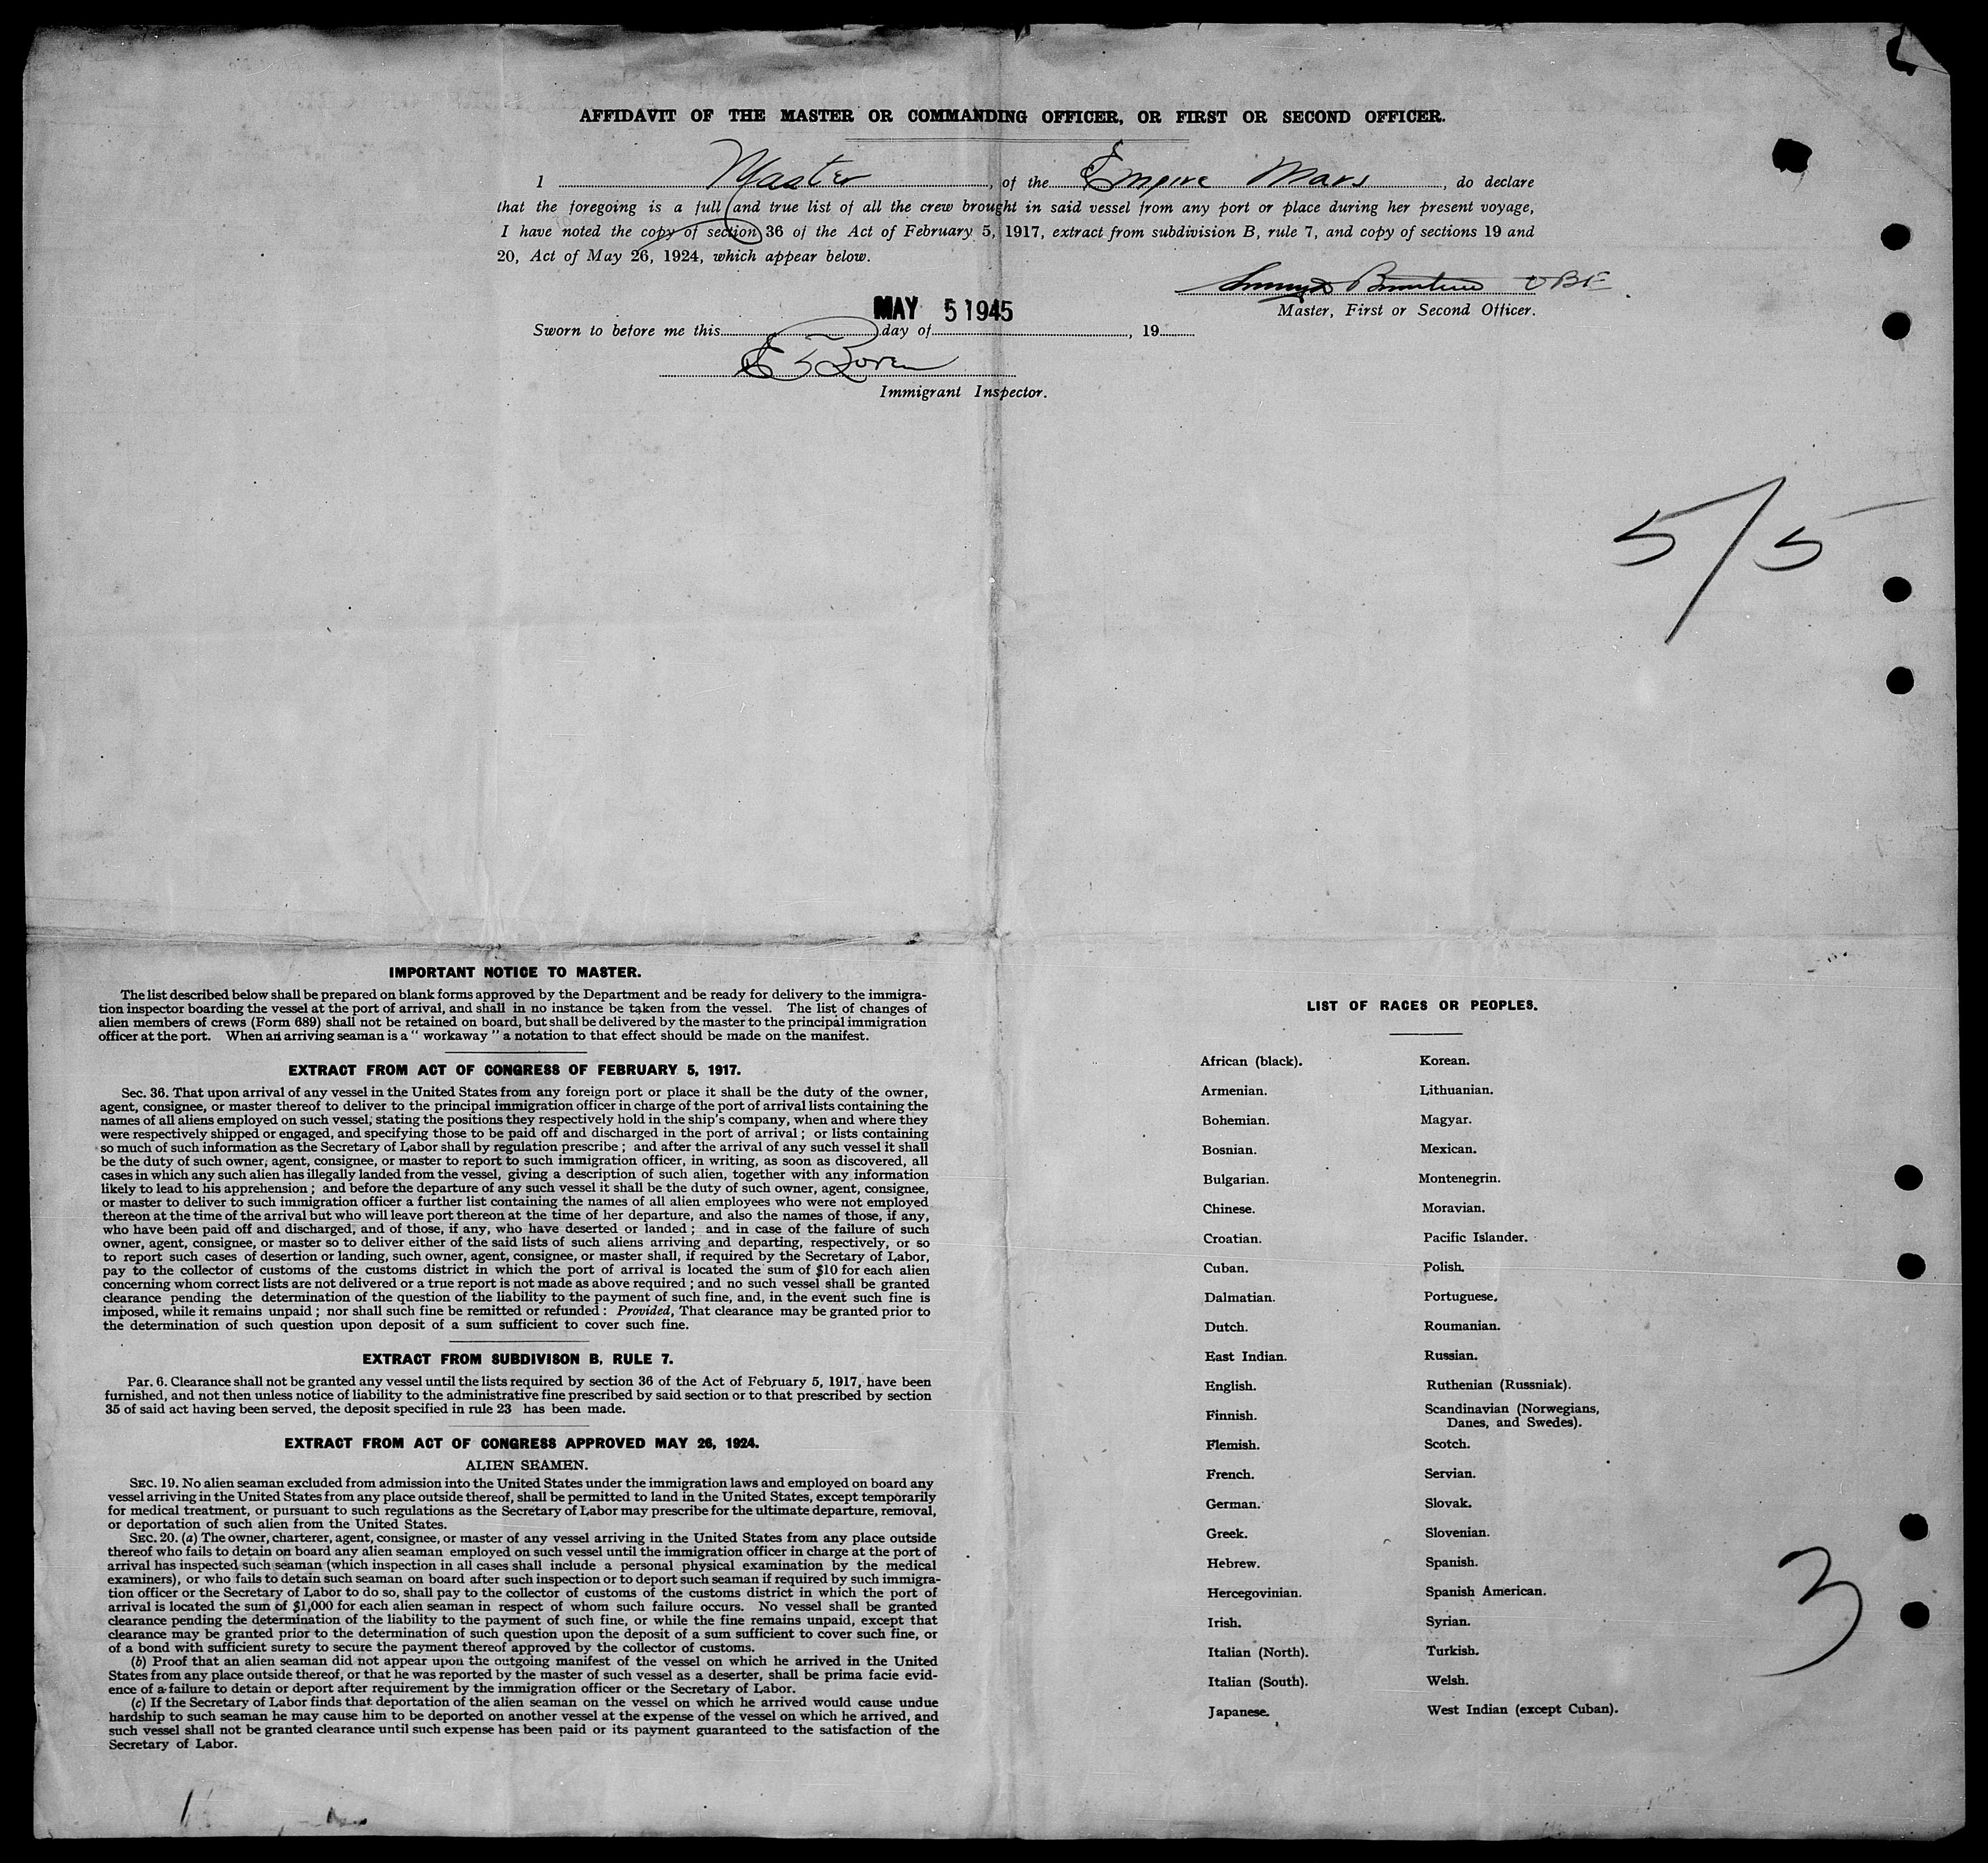 AFFIDAVIT OF THE MASTER OR COMMANDING OFFICER, OR FIRST OR SECOND OFFICER.
I Master, of the Empire Mars, do declare
that the foregoing is a full and true list of all the crew brought in said vessel from any port or place during her present voyage,
I have noted the copy of section 36 of the Act of February 5, 1917, extract from subdivision B, rule 7, and copy of sections 19 and
20, Act of May 26, 1924, which appear below.
OBE
Master, First or Second Officer.
MAY 5 1945
Sworn to before me this day of , 19
Immigrant Inspector.
5/5
IMPORTANT NOTICE TO MASTER.
The list described below shall be prepared on blank forms approved by the Department and be ready for delivery to the immigra-
tion inspector boarding the vessel at the port of arrival, and shall in no instance be taken from the vessel. The list of changes of
alien members of crews (Form 689) shall not be retained on board, but shall be delivered by the master to the principal immigration
officer at the port. When an arriving seaman is a " workaway " a notation to that effect should be made on the manifest.
EXTRACT FROM ACT OF CONGRESS OF FEBRUARY 5, 1917.
Sec. 36. That upon arrival of any vessel in the United States from any foreign port or place it shall be the duty of the owner,
agent, consignee, or master thereof to deliver to the principal immigration officer in charge of the port of arrival lists containing the
names of all aliens employed on such vessel, stating the positions they respectively hold in the ship's company, when and where they
were respectively shipped or engaged, and specifying those to be paid off and discharged in the port of arrival ; or lists containing
so much of such information as the Secretary of Labor shall by regulation prescribe ; and after the arrival of any such vessel it shall
be the duty of such owner, agent, consignee, or master to report to such immigration officer, in writing, as soon as discovered, all
cases in which any such alien has illegally landed from the vessel, giving a description of such alien, together with any information
likely to lead to his apprehension ; and before the departure of any such vessel it shall be the duty of such owner, agent, consignee,
or master to deliver to such immigration officer a further list containing the names of all alien employees who were not employed
thereon at the time of the arrival but who will leave port thereon at the time of her departure, and also the names of those, if any,
who have been paid off and discharged, and of those, if any, who have deserted or landed ; and in case of the failure of such
owner, agent, consignee, or master so to deliver either of the said lists of such aliens arriving and departing, respectively, or so
to report such cases of desertion or landing, such owner, agent, consignee, or master shall, if required by the Secretary of Labor,
pay to the collector of customs of the customs district in which the port of arrival is located the sum of $10 for each alien
concerning whom correct lists are not delivered or a true report is not made as above required ; and no such vessel shall be granted
clearance pending the determination of the question of the liability to the payment of such fine, and, in the event such fine is
imposed, while it remains unpaid ; nor shall such fine be remitted or refunded : Provided, That clearance may be granted prior to
the determination of such question upon deposit of a sum sufficient to cover such fine.
EXTRACT FROM SUBDIVISON B, RULE 7.
Par. 6. Clearance shall not be granted any vessel until the lists required by section 36 of the Act of February 5, 1917, have been
furnished, and not then unless notice of liability to the administrative fine prescribed by said section or to that prescribed by section
35 of said act having been served, the deposit specified in rule 23 has been made.
EXTRACT FROM ACT OF CONGRESS APPROVED MAY 26, 1924.
ALIEN SEAMEN.
SEC. 19. No alien seaman excluded from admission into the United States under the immigration laws and employed on board any
vessel arriving in the United States from any place outside thereof, shall be permitted to land in the United States, except temporarily
for medical treatment, or pursuant to such regulations as the Secretary of Labor may prescribe for the ultimate departure, removal,
or deportation of such alien from the United States.
SEC. 20. (a) The owner, charterer, agent, consignee, or master of any vessel arriving in the United States from any place outside
thereof who fails to detain on board any alien seaman employed on such vessel until the immigration officer in charge at the port of
arrival has inspected such seaman (which inspection in all cases shall include a personal physical examination by the medical
examiners), or who fails to detain such seaman on board after such inspection or to deport such seaman if required by such immigra-
tion officer or the Secretary of Labor to do so, shall pay to the collector of customs of the customs district in which the port of
arrival is located the sum of $1,000 for each alien seaman in respect of whom such failure occurs. No vessel shall be granted
clearance pending the determination of the liability to the payment of such fine, or while the fine remains unpaid, except that
clearance may be granted prior to the determination of such question upon the deposit of a sum sufficient to cover such fine, or
of a bond with sufficient surety to secure the payment thereof approved by the collector of customs.
(b) Proof that an alien seaman did not appear upon the outgoing manifest of the vessel on which he arrived in the United
States from any place outside thereof, or that he was reported by the master of such vessel as a deserter, shall be prima facie evid-
ence of a failure to detain or deport after requirement by the immigration officer or the Secretary of Labor.
(c) If the Secretary of Labor finds that deportation of the alien seaman on the vessel on which he arrived would cause undue
hardship to such seaman he may cause him to be deported on another vessel at the expense of the vessel on which he arrived, and
such vessel shall not be granted clearance until such expense has been paid or its payment guaranteed to the satisfaction of the
Secretary of Labor.
LIST OF RACES OR PEOPLES.
African (black). Korean.
Armenian. Lithuanian.
Bohemian. Magyar.
Bosnian. Mexican.
Bulgarian. Montenegrin.
Chinese. Moravian.
Croatian. Pacific Islander.
Cuban. Polish.
Dalmatian. Portuguese.
Dutch. Roumanian.
East Indian. Russian.
English. Ruthenian (Russniak).
Finnish. Scandinavian (Norwegians,
Danes, and Swedes).
Flemish. Scotch.
French. Servian.
German. Slovak.
Greek. Slovenian.
Hebrew. Spanish.
Hercegovinian. Spanish American.
Irish. Syrian.
Italian (North). Turkish.
Italian (South). Welsh.
Japanese. West Indian (except Cuban).
3